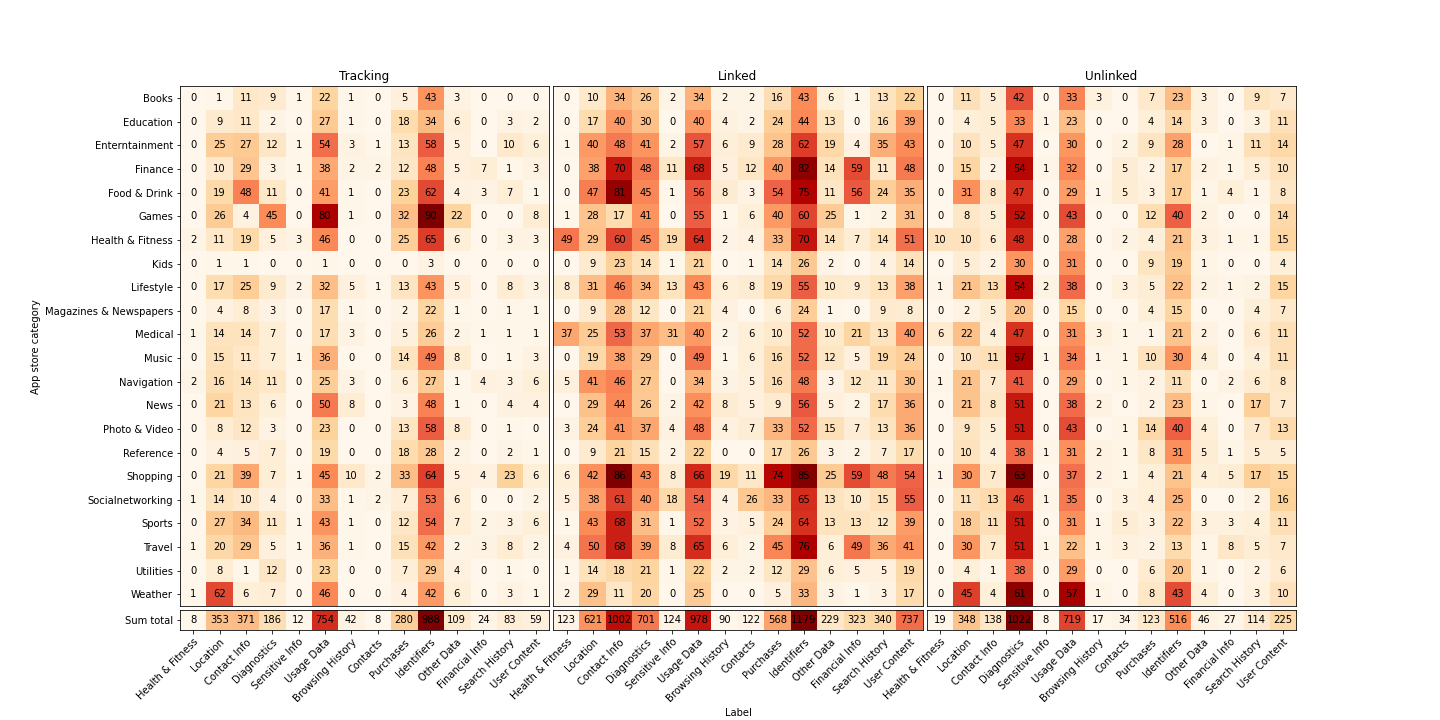 Tracking Linked Unlinked
App store category
Books 0 1 11 9 1 22 1 0 5 43 3 0 0 0 0 10 34 26 2 34 2 2 16 43 6 1 13 22 0 11 5 42 0 33 3 0 7 23 3 0 9 7
Education 0 9 11 2 0 27 1 0 18 34 6 0 3 2 0 17 40 30 0 40 4 2 24 44 13 0 16 39 0 4 5 33 1 23 0 0 4 14 3 0 3 11
Enterntainment 0 25 27 12 1 54 3 1 13 58 5 0 10 6 1 40 48 41 2 57 6 9 28 62 19 4 35 43 0 10 5 47 0 30 0 2 9 28 0 1 11 14
Finance 0 10 29 3 1 38 2 2 12 48 5 7 1 3 0 38 70 48 11 68 5 12 40 82 14 59 11 48 0 15 2 54 1 32 0 5 2 17 2 1 5 10
Food & Drink 0 19 48 11 0 41 1 0 23 62 4 3 7 1 0 47 81 45 1 56 8 3 54 75 11 56 24 35 0 31 8 47 0 29 1 5 3 17 1 4 1 8
Games 0 26 4 45 0 80 1 0 32 90 22 0 0 8 1 28 17 41 0 55 1 6 40 60 25 1 2 31 0 8 5 52 0 43 0 0 12 40 2 0 0 14
Health & Fitness 2 11 19 5 3 46 0 0 25 65 6 0 3 3 49 29 60 45 19 64 2 4 33 70 14 7 14 51 10 10 6 48 0 28 0 2 4 21 3 1 1 15
Kids 0 1 1 0 0 1 0 0 0 3 0 0 0 0 0 9 23 14 1 21 0 1 14 26 2 0 4 14 0 5 2 30 0 31 0 0 9 19 1 0 0 4
Lifestyle 0 17 25 9 2 32 5 1 13 43 5 0 8 3 8 31 46 34 13 43 6 8 19 55 10 9 13 38 1 21 13 54 2 38 0 3 5 22 2 1 2 15
Magazines & Newspapers 0 4 8 3 0 17 1 0 2 22 1 0 1 1 0 9 28 12 0 21 4 0 6 24 1 0 9 8 0 2 5 20 0 15 0 0 4 15 0 0 4 7
Medical 1 14 14 7 0 17 3 0 5 26 2 1 1 1 37 25 53 37 31 40 2 6 10 52 10 21 13 40 6 22 4 47 0 31 3 1 1 21 2 0 6 11
Music 0 15 11 7 1 36 0 0 14 49 8 0 1 3 0 19 38 29 0 49 1 6 16 52 12 5 19 24 0 10 11 57 1 34 1 1 10 30 4 0 4 11
Navigation 2 16 14 11 0 25 3 0 6 27 1 4 3 6 5 41 46 27 0 34 3 5 16 48 3 12 11 30 1 21 7 41 0 29 0 1 2 11 0 2 6 8
News 0 21 13 6 0 50 8 0 3 48 1 0 4 4 0 29 44 26 2 42 8 5 9 56 5 2 17 36 0 21 8 51 0 38 2 0 2 23 1 0 17 7
Photo & Video 0 8 12 3 0 23 0 0 13 58 8 0 1 0 3 24 41 37 4 48 4 7 33 52 15 7 13 36 0 9 5 51 0 43 0 1 14 40 4 0 7 13
Reference 0 4 5 7 0 19 0 0 18 28 2 0 2 1 0 9 21 15 2 22 0 0 17 26 3 2 7 17 0 10 4 38 1 31 2 1 8 31 5 1 5 5
Shopping 0 21 39 7 1 45 10 2 33 64 5 4 23 6 6 42 86 43 8 66 19 11 74 85 25 59 48 54 1 30 7 63 0 37 2 1 4 21 4 5 17 15
Socialnetworking 1 14 10 4 0 33 1 2 7 53 6 0 0 2 5 38 61 40 18 54 4 26 33 65 13 10 15 55 0 11 13 46 1 35 0 3 4 25 0 0 2 16
Sports 0 27 34 11 1 43 1 0 12 54 7 2 3 6 1 43 68 31 1 52 3 5 24 64 13 13 12 39 0 18 11 51 0 31 1 5 3 22 3 3 4 11
Travel 1 20 29 5 1 36 1 0 15 42 2 3 8 2 4 50 68 39 8 65 6 2 45 76 6 49 36 41 0 30 7 51 1 22 1 3 2 13 1 8 5 7
Utilities 0 8 1 12 0 23 0 0 7 29 4 0 1 0 1 14 18 21 1 22 2 2 12 29 6 5 5 19 0 4 1 38 0 29 0 0 6 20 1 0 2 6
Weather 1 62 6 7 0 46 0 0 4 42 6 0 3 1 2 29 11 20 0 25 0 0 5 33 3 1 3 17 0 45 4 61 0 57 1 1 8 43 4 0 3 10
Sum total 8 353 371 186 12 754 42 8 280 988 109 24 83 59 123 621 1002 701 124 978 90 122 568 1179 229 323 340 737 19 348 138 1022 8 719 17 34 123 516 46 27 114 225
Health & Fitness Location Contact Info Diagnostics Sensitive Info Usage Data Browsing History Contacts Purchases Identifiers Other Data Financial Info Search History User Content Health & Fitness Location Contact Info Diagnostics Sensitive Info Usage Data Browsing History Contacts Purchases Identifiers Other Data Financial Info Search History User Content Health & Fitness Location Contact Info Diagnostics Sensitive Info Usage Data Browsing History Contacts Purchases Identifiers Other Data Financial Info Search History User Content
Label